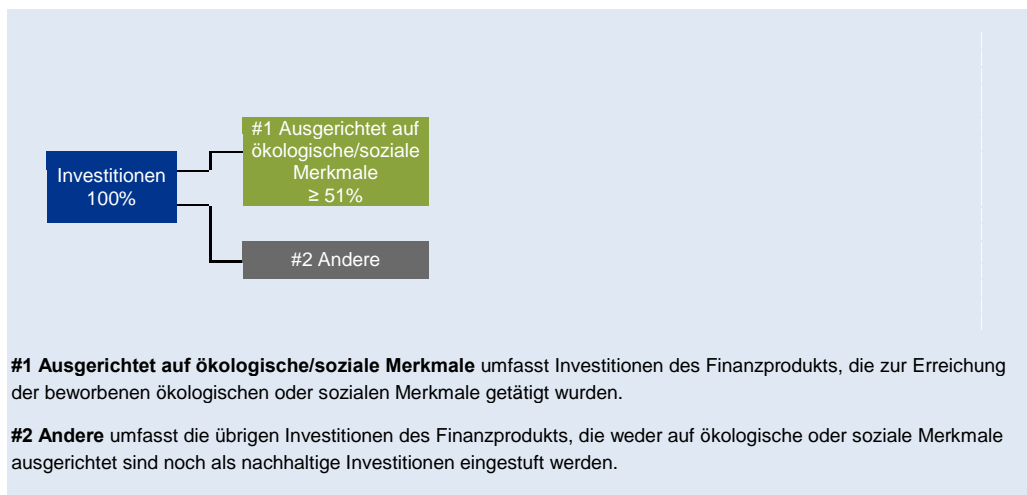 #1 Ausgerichtet auf
ökologische/soziale
Merkmale
≥ 51%
Investitionen
100%
#2 Andere
#1 Ausgerichtet auf ökologische/soziale Merkmale umfasst Investitionen des Finanzprodukts, die zur Erreichung
der beworbenen ökologischen oder sozialen Merkmale getätigt wurden.
#2 Andere umfasst die übrigen Investitionen des Finanzprodukts, die weder auf ökologische oder soziale Merkmale
ausgerichtet sind noch als nachhaltige Investitionen eingestuft werden.